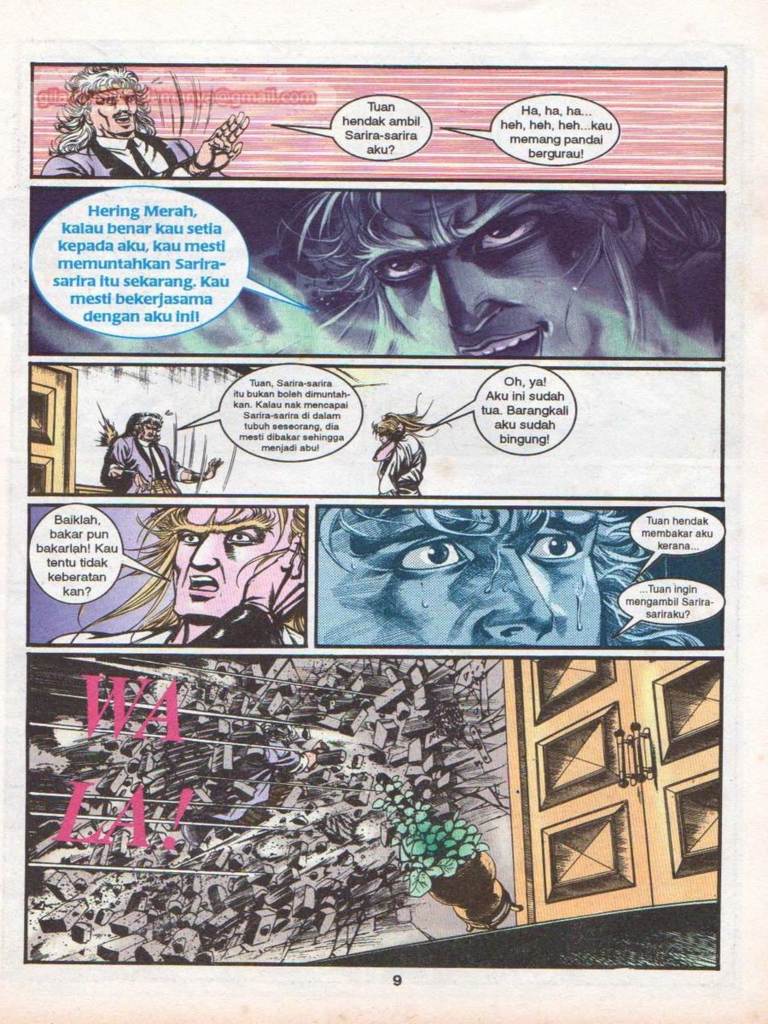 Tuan
hendak ambil
Sarira-sarira
aku?
Ha, ha, ha...
heh, heh, heh...kau
memang pandai
bergurau!
Hering Merah,
kalau benar kau setia
kepada aku, kau mesti
memuntahkan Sarira-
sarira itu sekarang. Kau
mesti bekerjasama
dengan aku ini!
Tuan, Sarira-sarira
itu bukan boleh dimuntah-
kan. Kalau nak mencapai
Sarira-sarira di dalam
tubuh seseorang, dia
mesti dibakar sehingga
menjadi abu!
Oh, ya!
Aku ini sudah
tua. Barangkali
aku sudah
bingung!
Baiklah,
bakar pun
bakarlah! Kau
tentu tidak
keberatan
kan?
Tuan hendak
membakar aku
kerana...
...Tuan ingin
mengambil Sarira-
sariraku?
WA
LA!
9